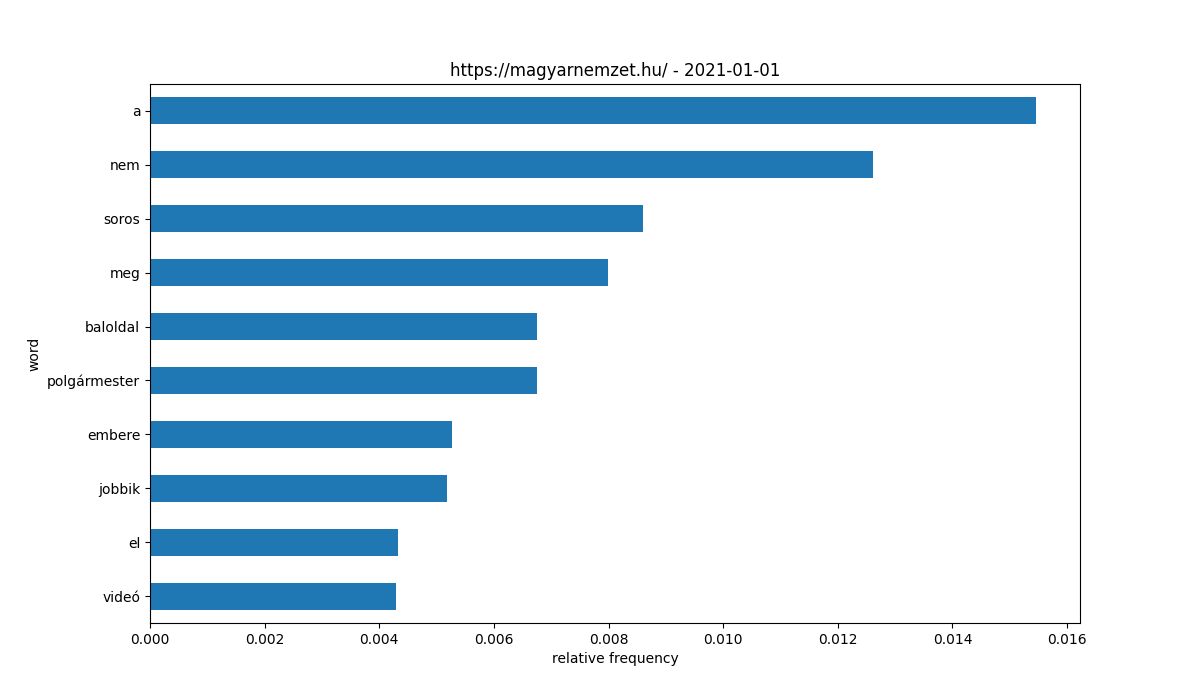 https://magyarnemzet.hu/ - 2021-01-01
word
a
nem
soros
meg
baloldal
polgármester
embere
jobbik
el
videó
0.000 0.002 0.004 0.006 0.008 0.010 0.012 0.014 0.016
relative frequency